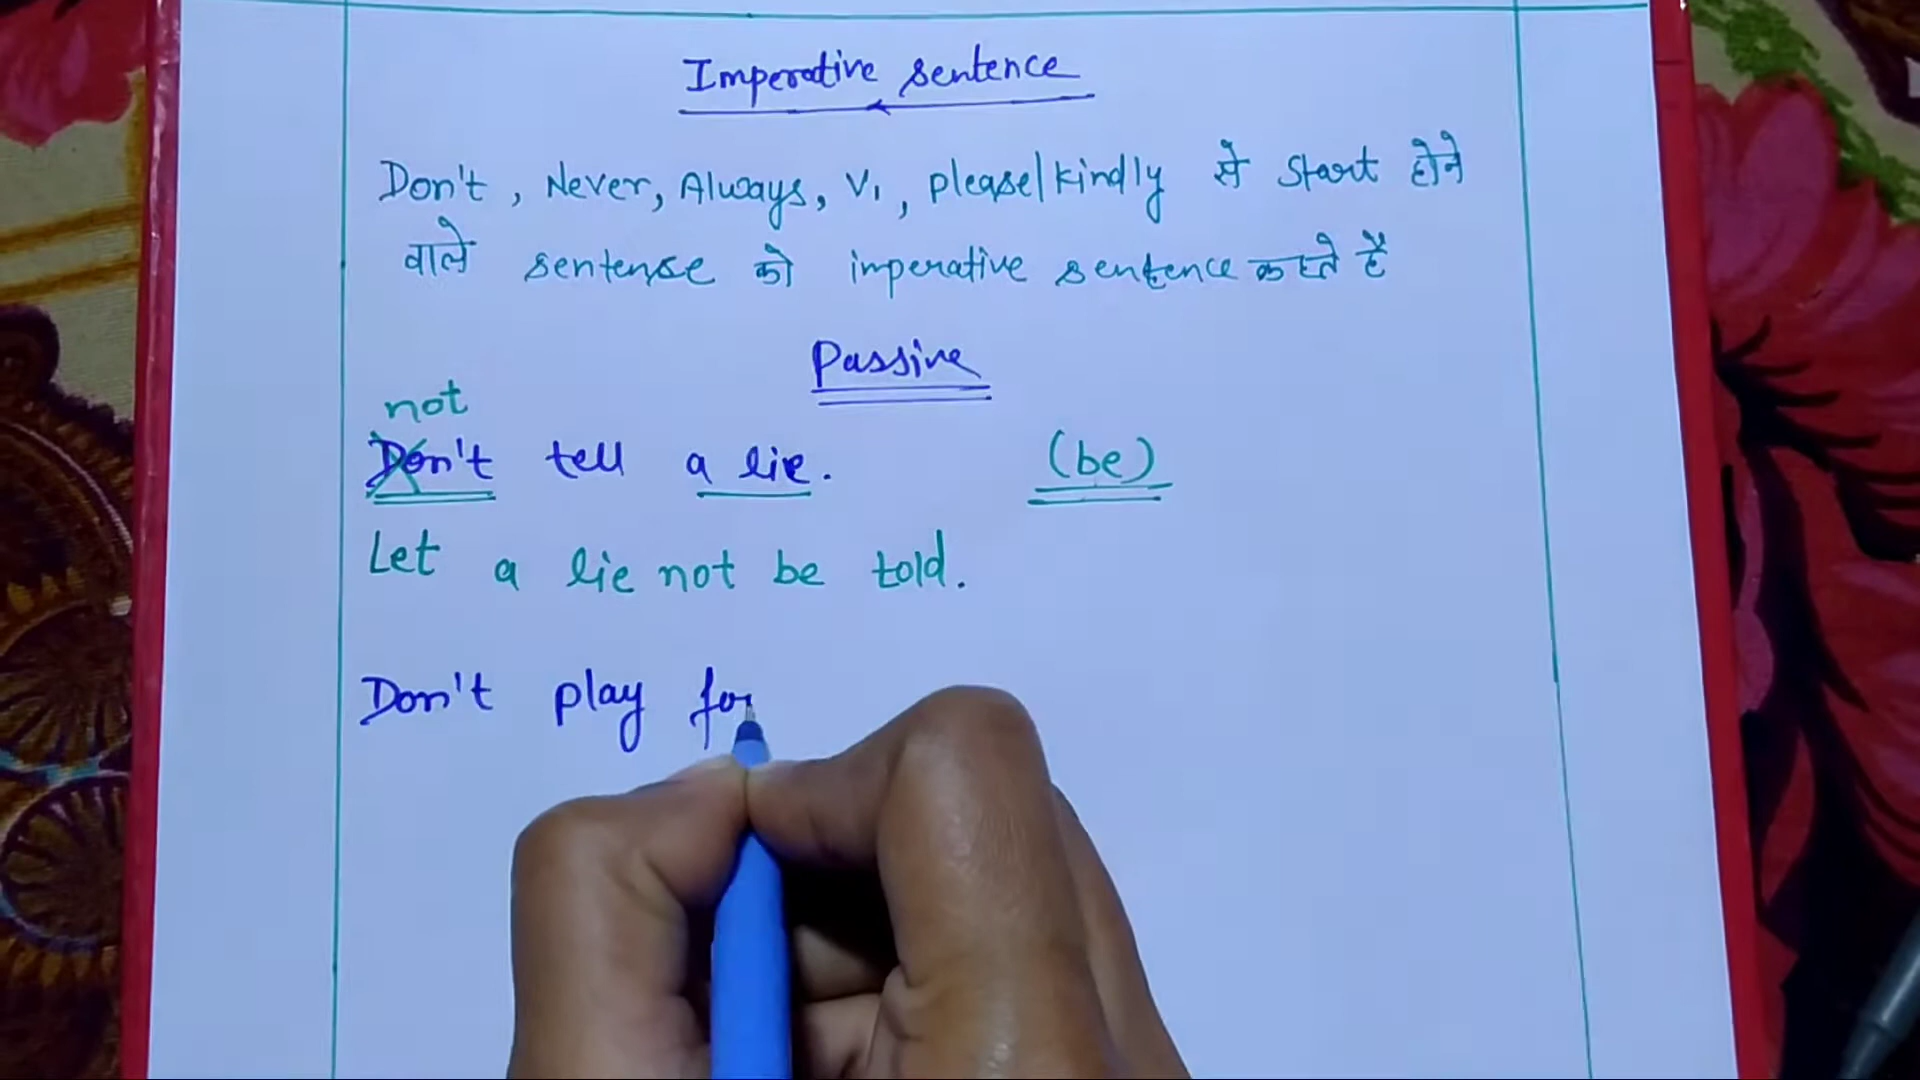 Imperative sentence
Don't, Never, Always, V₁, please/kindly से start होने
वाले sentense को imperative sentence कहते हैं
Passive
not
Don't tell a lie. (be)
Let a lie not be told.
Don't play